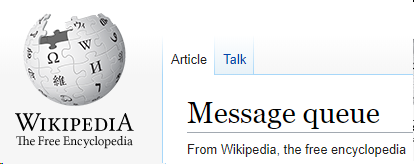 WIKIPEDIA
The Free Encyclopedia
Article Talk
Message queue
From Wikipedia, the free encyclopedia